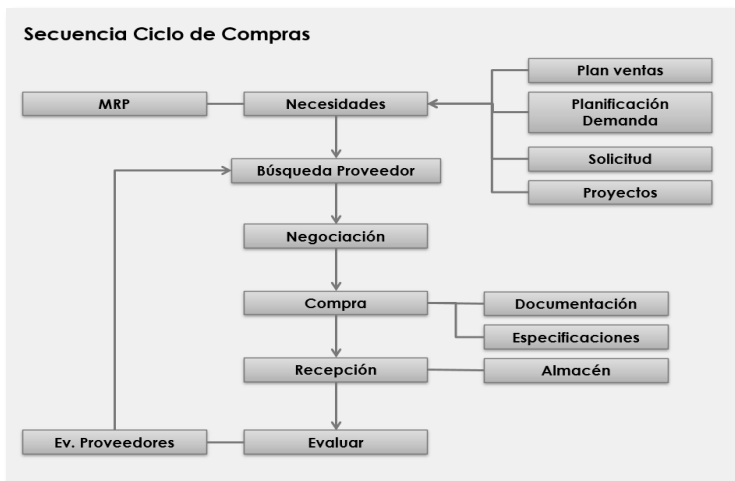 Secuencia Ciclo de Compras
Plan ventas
MRP
Necesidades
Planificación
Demanda
Solicitud
Búsqueda Proveedor
Proyectos
Negociación
Compra
Documentación
Especificaciones
Recepción
Almacén
Ev. Proveedores
Evaluar